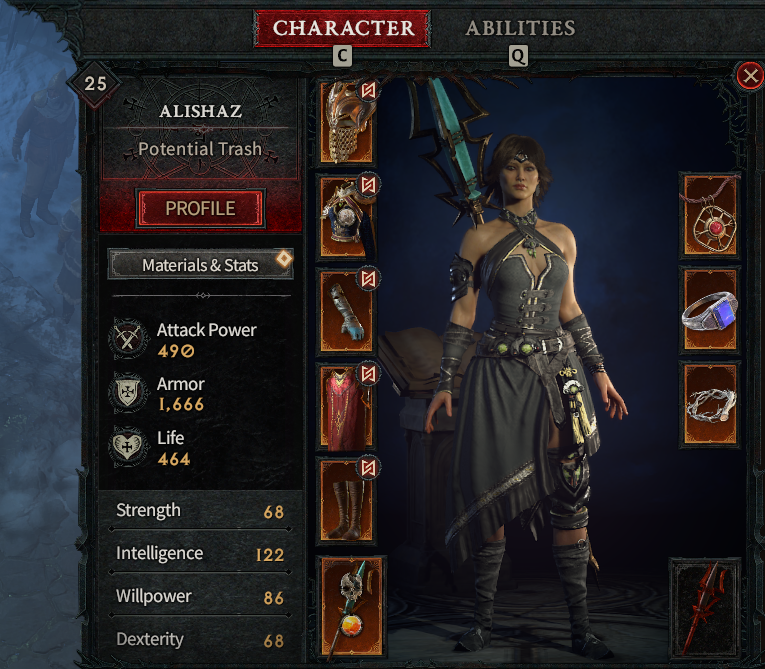 CHARACTER
ABILITIES
C
Q
25
ALISHAZ
Potential Trash
PROFILE
Materials & Stats
Attack Power
490
Armor
1,666
Life
464
Strength 68
Intelligence 122
Willpower 86
Dexterity 68